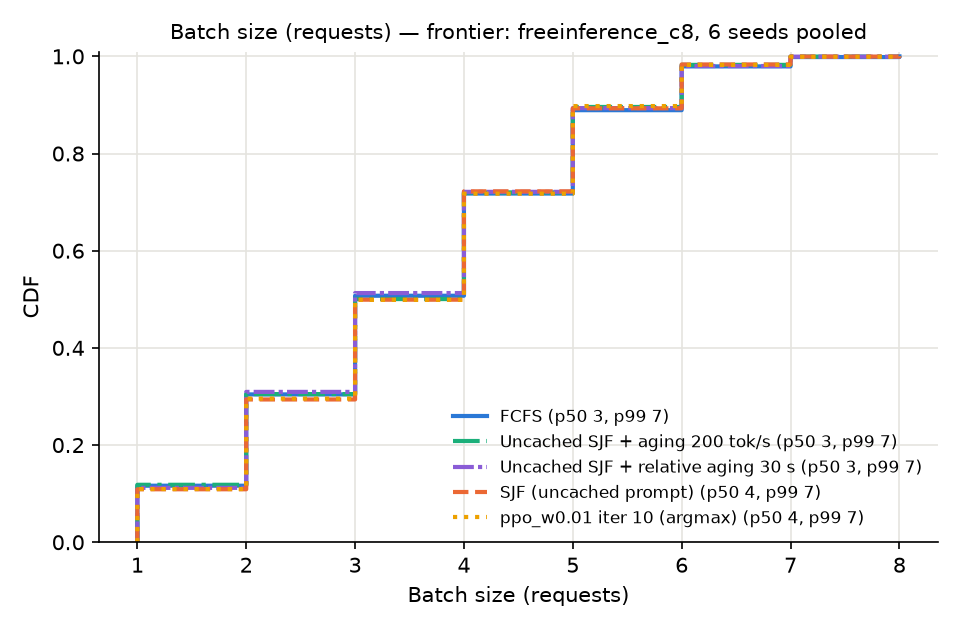 Batch size (requests) — frontier: freeinference_c8, 6 seeds pooled
1.0
0.8
0.6
0.4
0.2
0.0
CDF
FCFS (p50 3, p99 7)
Uncached SJF + aging 200 tok/s (p50 3, p99 7)
Uncached SJF + relative aging 30 s (p50 3, p99 7)
SJF (uncached prompt) (p50 4, p99 7)
ppo_w0.01 iter 10 (argmax) (p50 4, p99 7)
1 2 3 4 5 6 7 8
Batch size (requests)